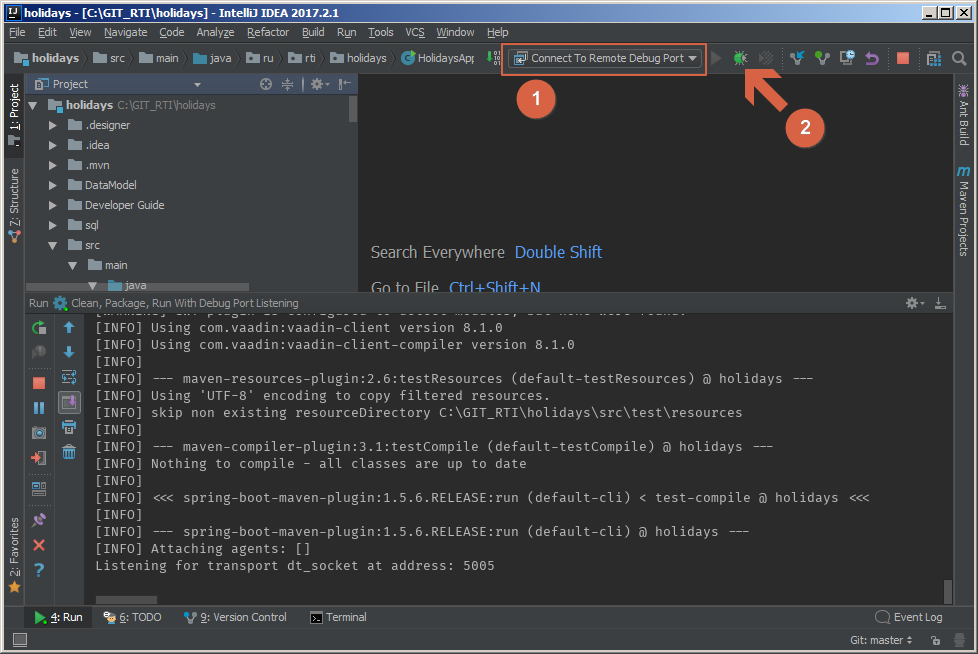 holidays - [C:\GIT_RTI\holidays] - IntelliJ IDEA 2017.2.1
File Edit View Navigate Code Analyze Refactor Build Run Tools VCS Window Help
holidays src main java ru rti holidays HolidaysApp Connect To Remote Debug Port
1
2
1: Project
7: Structure
2: Favorites
Project
holidays C:\GIT_RTI\holidays
.designer
.idea
.mvn
DataModel
Developer Guide
sql
src
main
java
Search Everywhere Double Shift
Go to File Ctrl+Shift+N
Ant Build
Maven Projects
Run Clean, Package, Run With Debug Port Listening
[INFO] Using com.vaadin:vaadin-client version 8.1.0
[INFO] Using com.vaadin:vaadin-client-compiler version 8.1.0
[INFO]
[INFO] --- maven-resources-plugin:2.6:testResources (default-testResources) @ holidays ---
[INFO] Using 'UTF-8' encoding to copy filtered resources.
[INFO] skip non existing resourceDirectory C:\GIT_RTI\holidays\src\test\resources
[INFO]
[INFO] --- maven-compiler-plugin:3.1:testCompile (default-testCompile) @ holidays ---
[INFO] Nothing to compile - all classes are up to date
[INFO]
[INFO] <<< spring-boot-maven-plugin:1.5.6.RELEASE:run (default-cli) < test-compile @ holidays <<<
[INFO]
[INFO] --- spring-boot-maven-plugin:1.5.6.RELEASE:run (default-cli) @ holidays ---
[INFO] Attaching agents: []
Listening for transport dt_socket at address: 5005
4: Run 6: TODO 9: Version Control Terminal Event Log
Git: master